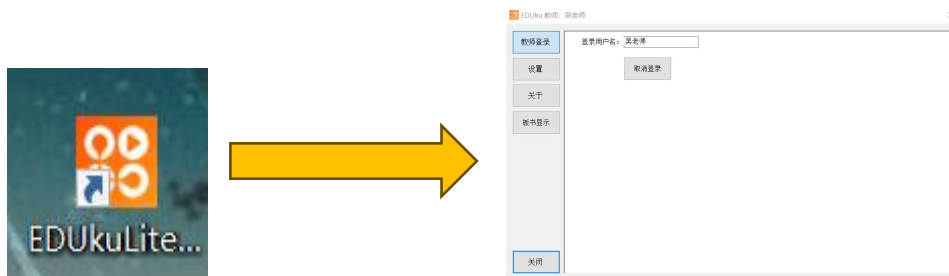 EDUkuLite...
EDUku 教师：吴老师
教师登录
登录用户名：吴老师
设置
取消登录
关于
板书显示
关闭